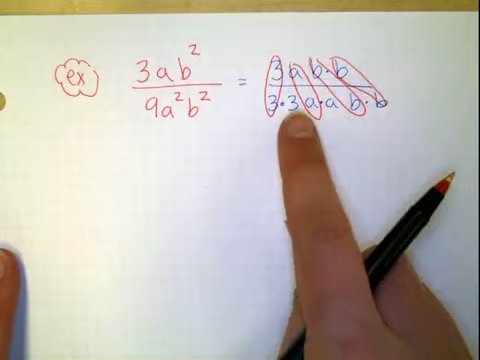 ex 3ab² / 9a²b² = 3 a b·b / 3·3 a·a b·b